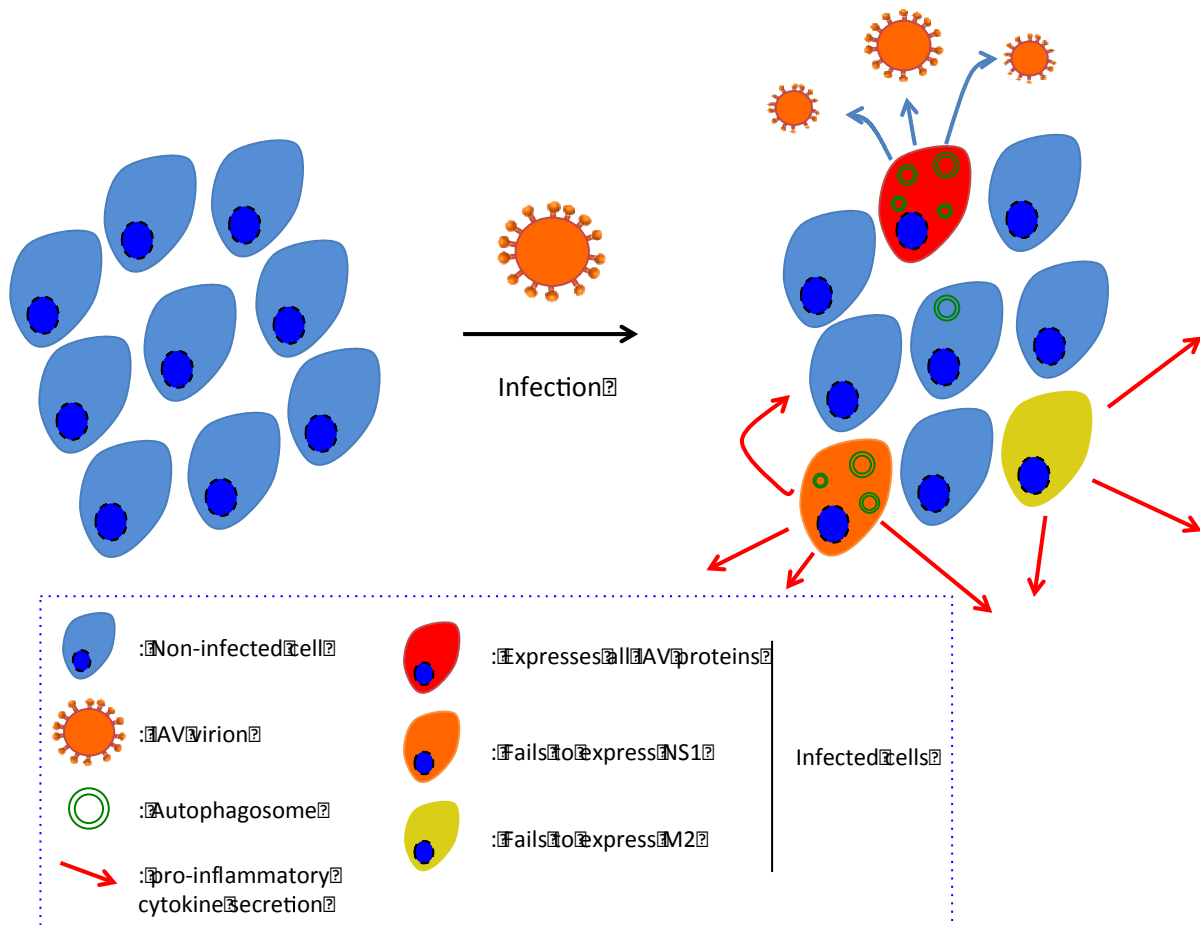 Infection⍰
:⍰Non-infected⍰cell⍰
:⍰IAV⍰virion⍰
:⍰Autophagosome⍰
:⍰pro-inflammatory⍰
cytokine⍰secretion⍰
:⍰Expresses⍰all⍰IAV⍰proteins⍰
:⍰Fails⍰to⍰express⍰NS1⍰
:⍰Fails⍰to⍰express⍰M2⍰
Infected⍰cells⍰